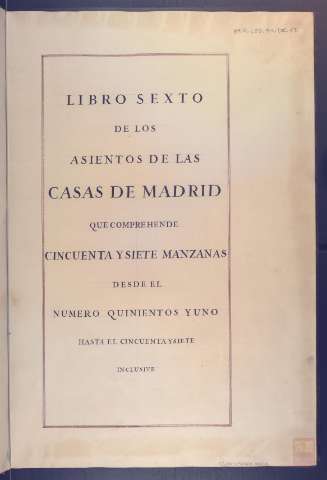 LIBRO SEXTO
DE LOS
ASIENTOS DE LAS
CASAS DE MADRID
QUE COMPREHENDE
CINCUENTA Y SIETE MANZANAS
DESDE EL
NUMERO QUINIENTOS Y UNO
HASTA EL CINCUENTA Y SIETE
INCLUSIVE